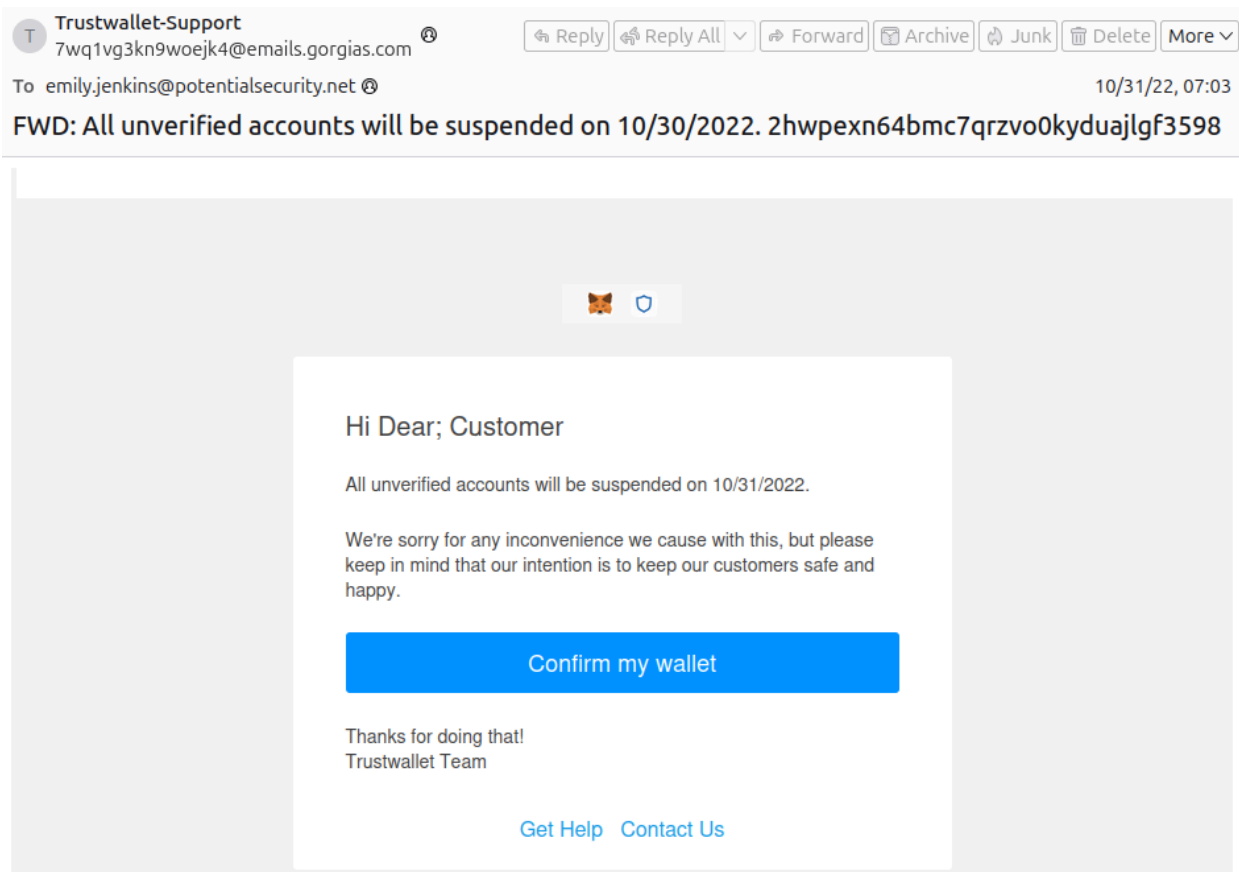 T
Trustwallet-Support
7wq1vg3kn9woejk4@emails.gorgias.com
Reply Reply All Forward Archive Junk Delete More
To emily.jenkins@potentialsecurity.net
10/31/22, 07:03
FWD: All unverified accounts will be suspended on 10/30/2022. 2hwpexn64bmc7qrzvo0kyduajlgf3598
Hi Dear; Customer
All unverified accounts will be suspended on 10/31/2022.
We're sorry for any inconvenience we cause with this, but please
keep in mind that our intention is to keep our customers safe and
happy.
Confirm my wallet
Thanks for doing that!
Trustwallet Team
Get Help Contact Us